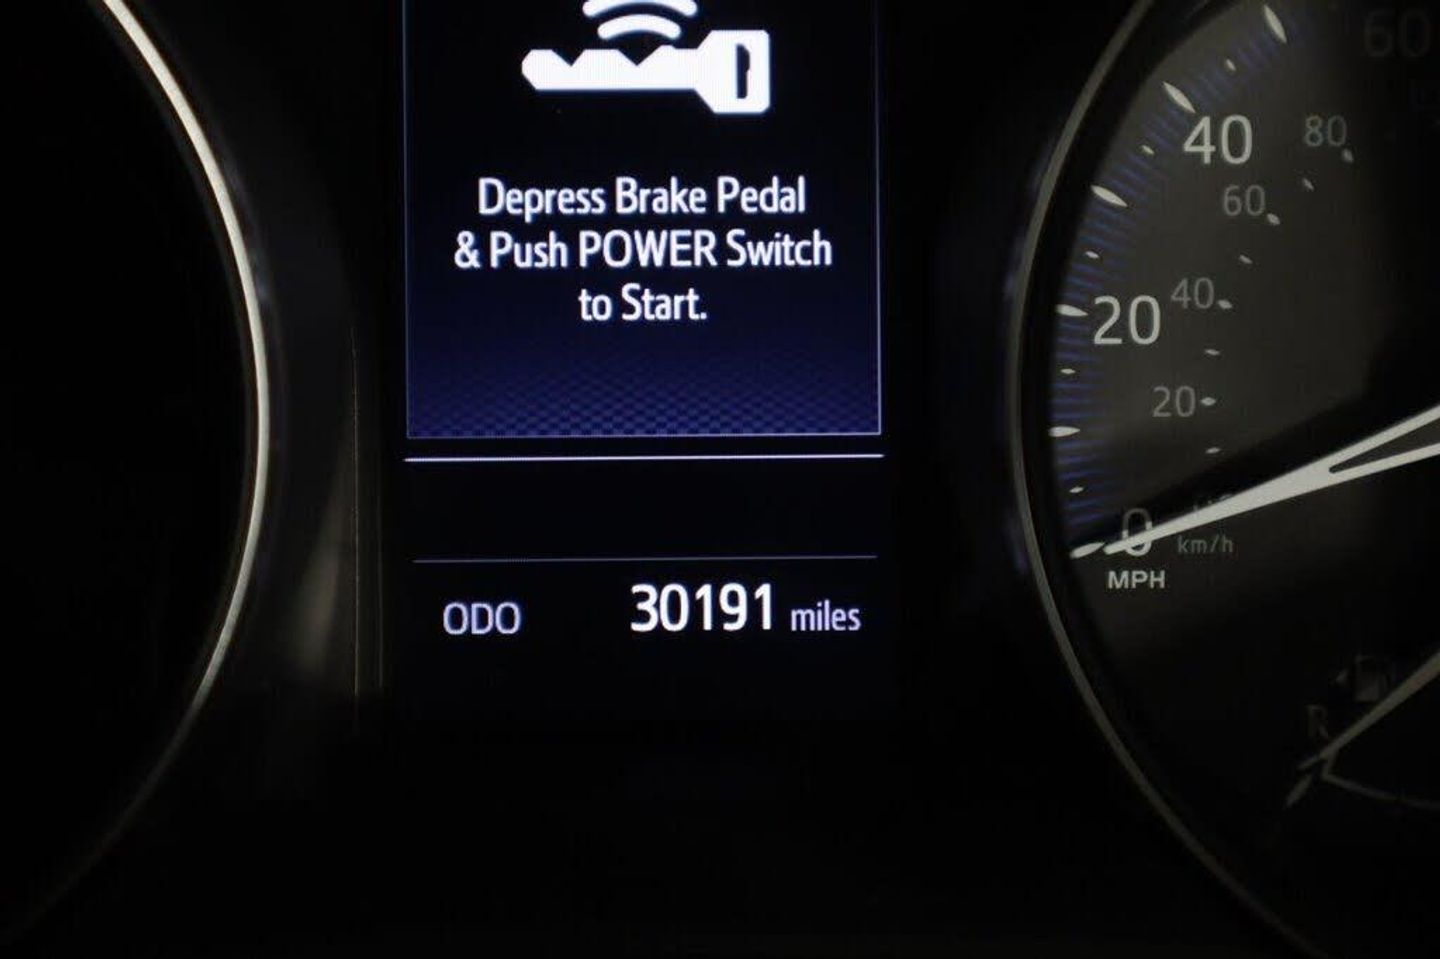 Depress Brake Pedal
& Push POWER Switch
to Start.
ODO 30191 miles
60
40 80
60
20 40
20
0 km/h
MPH
R